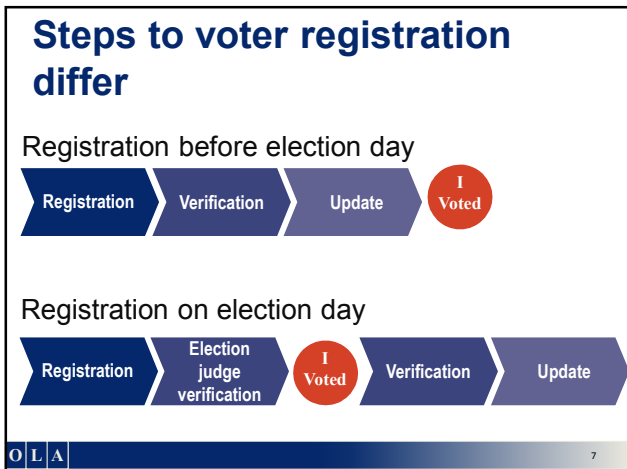 Steps to voter registration
differ
Registration before election day
Registration
Verification
Update
I
Voted
Registration on election day
Registration
Election
judge
verification
I
Voted
Verification
Update
O L A
7